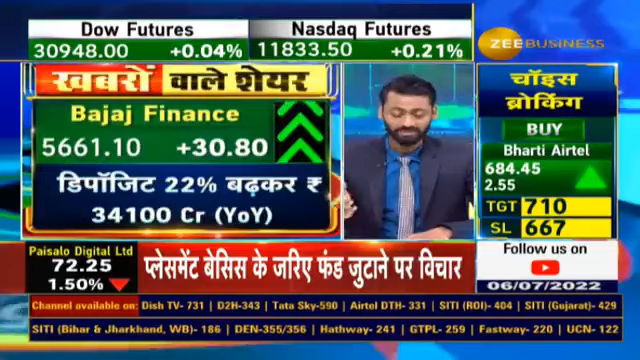 Dow Futures
30948.00 +0.04%
Nasdaq Futures
11833.50 +0.21%
ZEE BUSINESS
खबरों वाले शेयर
Bajaj Finance
5661.10 +30.80
डिपॉजिट 22% बढ़कर ₹
34100 Cr (YoY)
चॉइस
ब्रोकिंग
BUY
Bharti Airtel
684.45
2.55
TGT 710
SL 667
Paisalo Digital Ltd
72.25
1.50%
प्लेसमेंट बेसिस के जरिए फंड जुटाने पर विचार
Follow us on
06/07/2022
Channel available on: Dish TV- 731 | D2H-343 | Tata Sky-590 | Airtel DTH- 331 | SITI (ROI)- 404 | SITI (Gujarat)- 429
SITI (Bihar & Jharkhand, WB)- 186 | DEN-355/356 | Hathway- 241 | GTPL- 259 | Fastway- 220 | UCN- 122